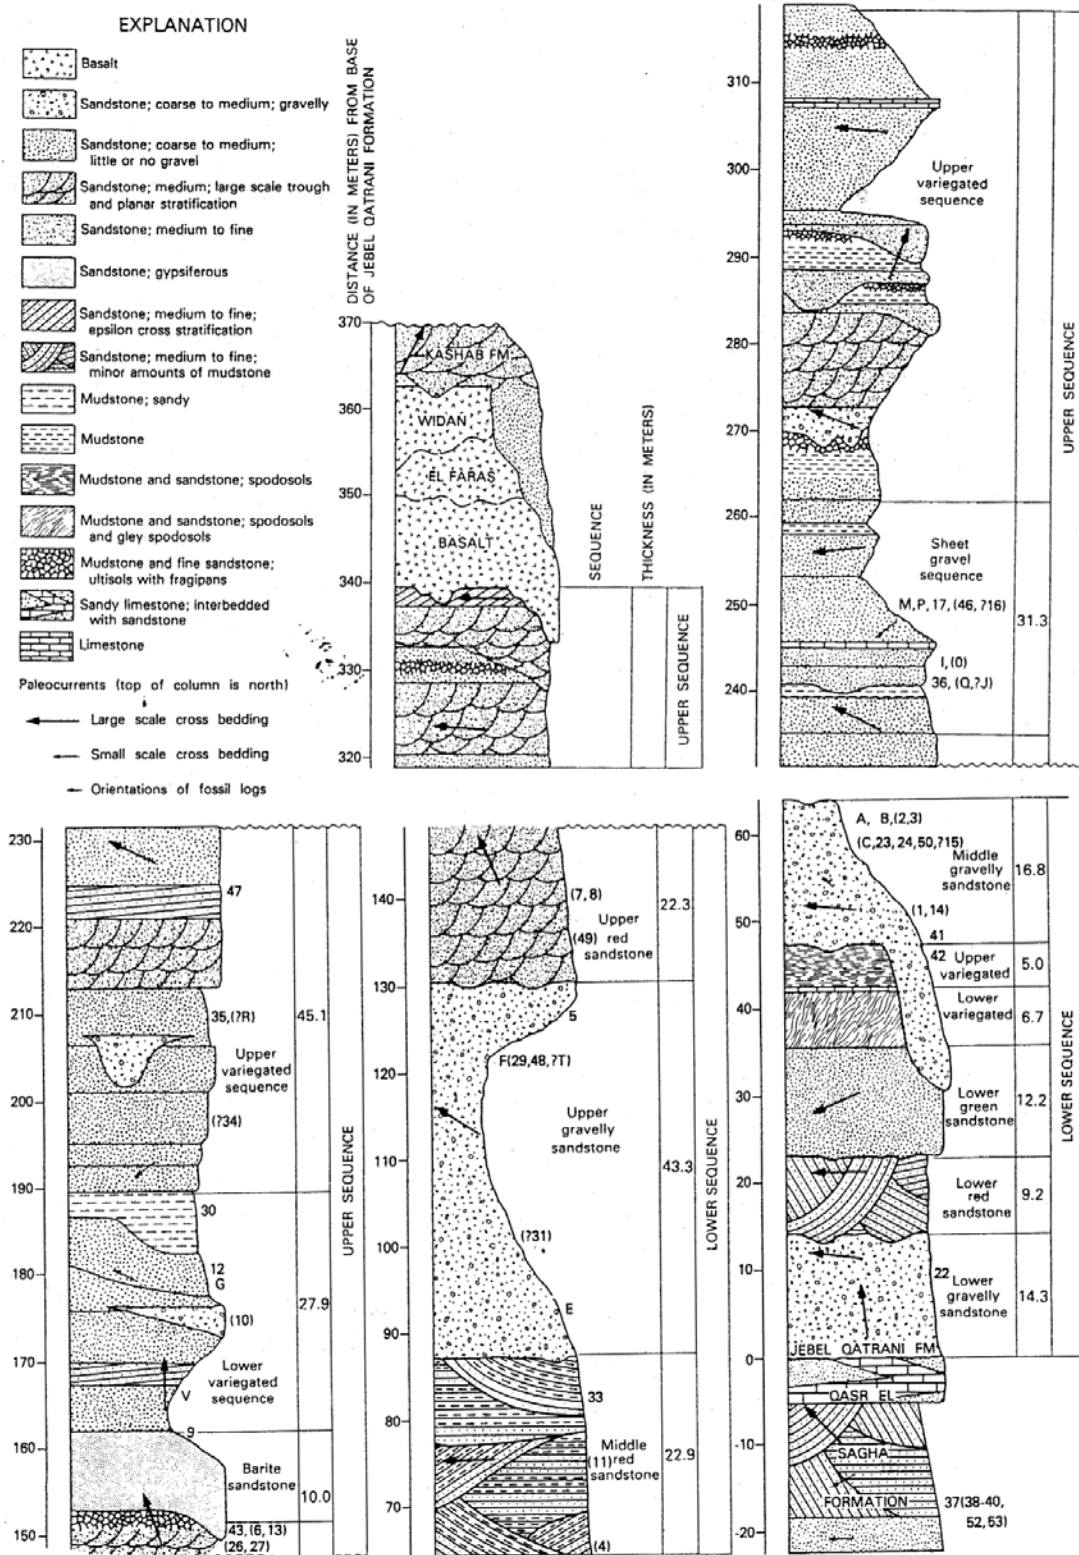 EXPLANATION
Basalt
Sandstone; coarse to medium; gravelly
Sandstone; coarse to medium;
little or no gravel
Sandstone; medium; large scale trough
and planar stratification
Sandstone; medium to fine
Sandstone; gypsiferous
Sandstone; medium to fine;
epsilon cross stratification
Sandstone; medium to fine;
minor amounts of mudstone
Mudstone; sandy
Mudstone
Mudstone and sandstone; spodosols
Mudstone and sandstone; spodosols
and gley spodosols
Mudstone and fine sandstone;
ultisols with fragipans
Sandy limestone; interbedded
with sandstone
Limestone
Paleocurrents (top of column is north)
Large scale cross bedding
Small scale cross bedding
Orientations of fossil logs
DISTANCE (IN METERS) FROM BASE
OF JEBEL QATRANI FORMATION
370
360
350
340
330
320
KASHAB FM
WIDAN
EL FARAS
BASALT
SEQUENCE
THICKNESS (IN METERS)
UPPER SEQUENCE
310
300
290
280
270
260
250
240
Upper
variegated
sequence
Sheet
gravel
sequence
M,P, 17, (46, ?16)
I, (O)
36, (Q,?J)
31.3
UPPER SEQUENCE
230
220
210
200
190
180
170
160
150
47
35,(?R)
Upper
variegated
sequence
(?34)
30
12
G
(10)
Lower
variegated
sequence
V
9
Barite
sandstone
43, (6, 13)
(26, 27)
45.1
27.9
10.0
UPPER SEQUENCE
140
130
120
110
100
90
80
70
(7, 8)
(49)
Upper
red
sandstone
5
F(29,48,?T)
Upper
gravelly
sandstone
(?31)
E
33
Middle
(11) red
sandstone
(4)
22.3
43.3
22.9
LOWER SEQUENCE
60
50
40
30
20
10
0
-10
-20
A, B,(2,3)
(C,23, 24, 50, ?15)
Middle
gravelly
sandstone
(1, 14)
41
42 Upper
variegated
Lower
variegated
Lower
green
sandstone
Lower
red
sandstone
22
Lower
gravelly
sandstone
JEBEL QATRANI FM
QASR EL
SAGHA
FORMATION
37(38-40,
52, 53)
16.8
5.0
6.7
12.2
9.2
14.3
LOWER SEQUENCE